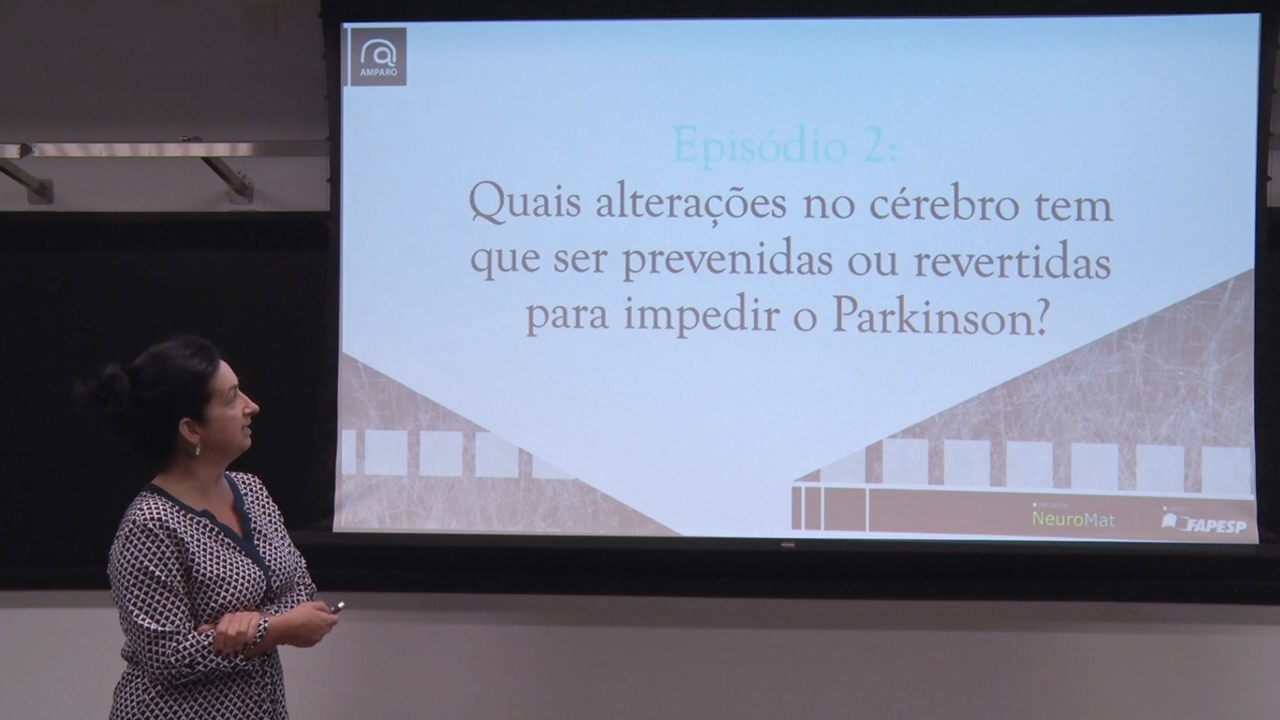 AMPARO
Episódio 2:
Quais alterações no cérebro tem
que ser prevenidas ou revertidas
para impedir o Parkinson?
NeuroMat
FAPESP